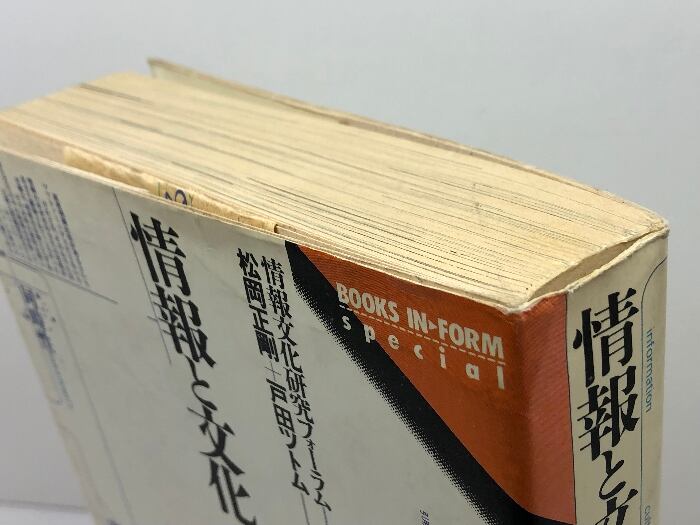 情報と文化
情報文化研究フォーラム
松岡正剛＋戸田ツトム
BOOKS IN▸FORM
special
情報と文
information